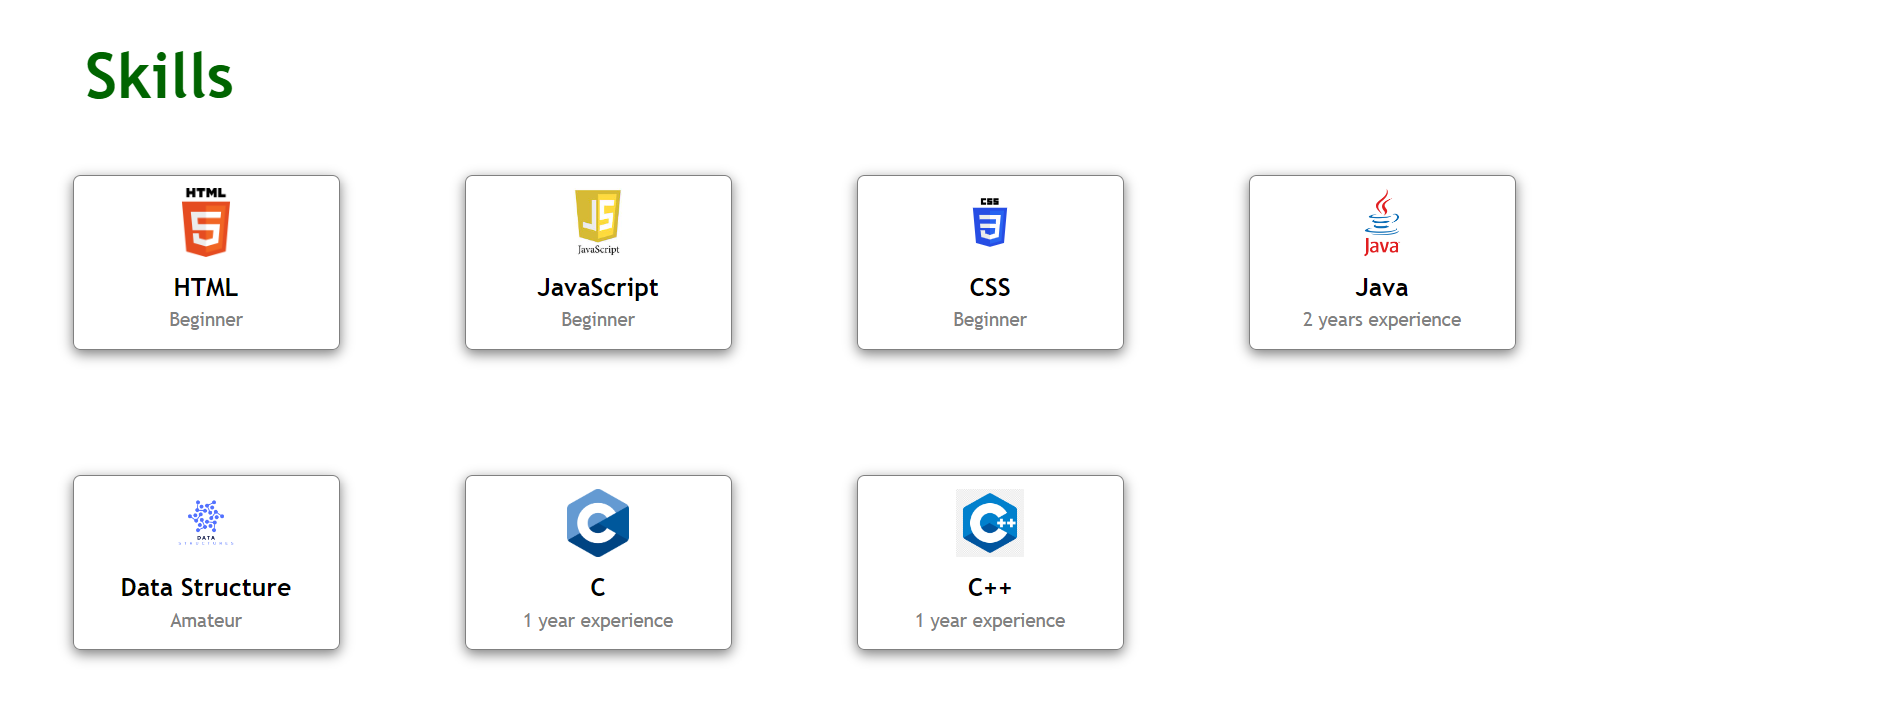 Skills
HTML
HTML
Beginner
JS
JavaScript
JavaScript
Beginner
CSS
CSS
Beginner
Java
Java
2 years experience
DATA
STRUCTURES
Data Structure
Amateur
C
C
1 year experience
C++
C++
1 year experience